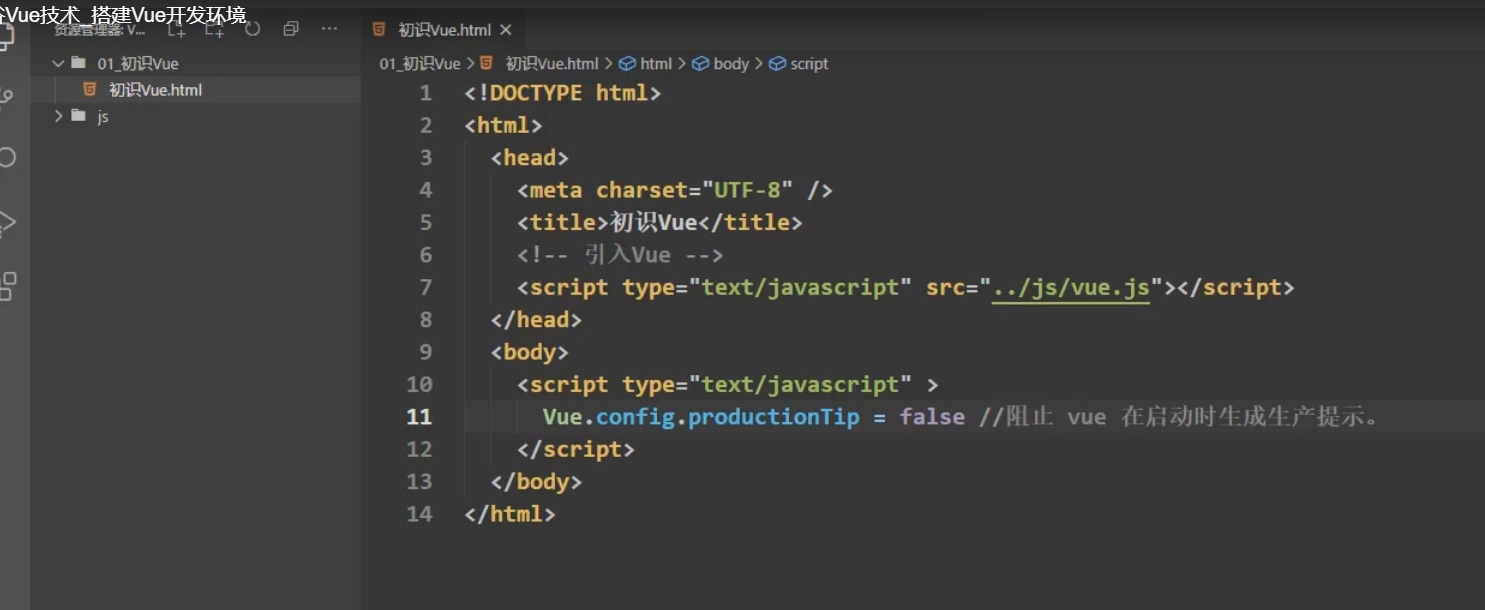 Vue技术_搭建Vue开发环境
资源管理器: V...
初识Vue.html
01_初识Vue
初识Vue.html
js
01_初识Vue > 初识Vue.html > html > body > script
1 <!DOCTYPE html>
2 <html>
3 <head>
4 <meta charset="UTF-8" />
5 <title>初识Vue</title>
6 <!-- 引入Vue -->
7 <script type="text/javascript" src="../js/vue.js"></script>
8 </head>
9 <body>
10 <script type="text/javascript" >
11 Vue.config.productionTip = false //阻止 vue 在启动时生成生产提示。
12 </script>
13 </body>
14 </html>